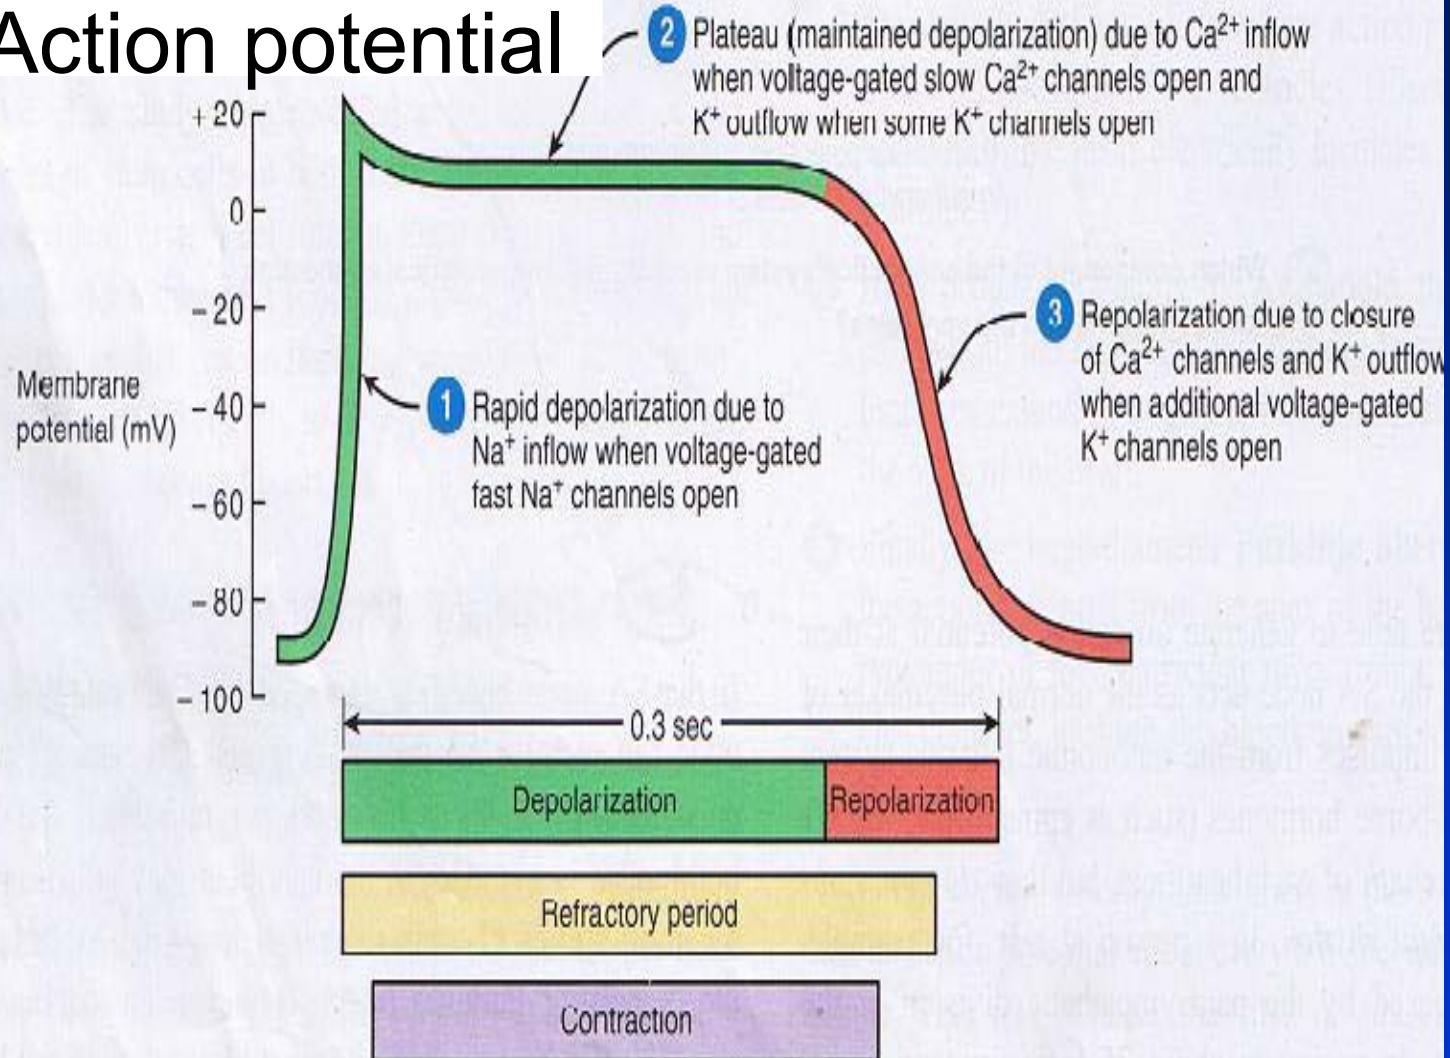 Action potential
2 Plateau (maintained depolarization) due to Ca2+ inflow
when voltage-gated slow Ca2+ channels open and
K+ outflow when some K+ channels open
+20
0
−20
−40
−60
−80
−100
Membrane
potential (mV)
1 Rapid depolarization due to
Na+ inflow when voltage-gated
fast Na+ channels open
3 Repolarization due to closure
of Ca2+ channels and K+ outflow
when additional voltage-gated
K+ channels open
0.3 sec
Depolarization
Repolarization
Refractory period
Contraction